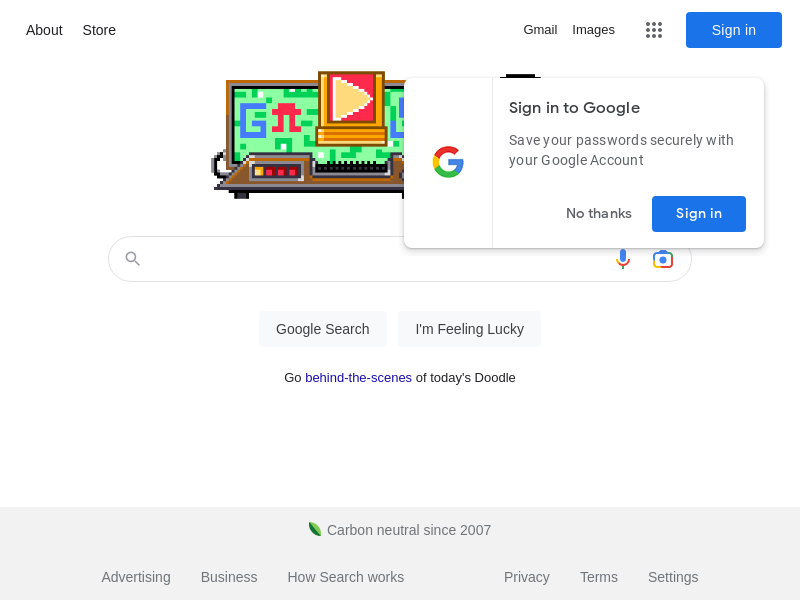 About Store Gmail Images Sign in
Sign in to Google
Save your passwords securely with
your Google Account
No thanks Sign in
Google Search I'm Feeling Lucky
Go behind-the-scenes of today's Doodle
Carbon neutral since 2007
Advertising Business How Search works Privacy Terms Settings